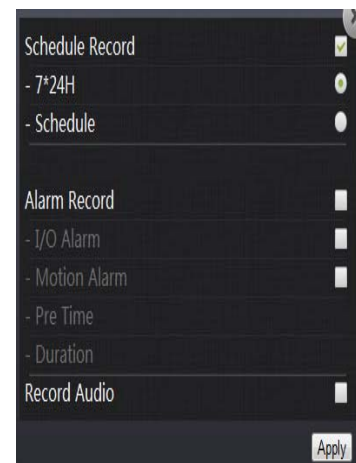 Schedule Record
- 7*24H
- Schedule
Alarm Record
- I/O Alarm
- Motion Alarm
- Pre Time
- Duration
Record Audio
Apply